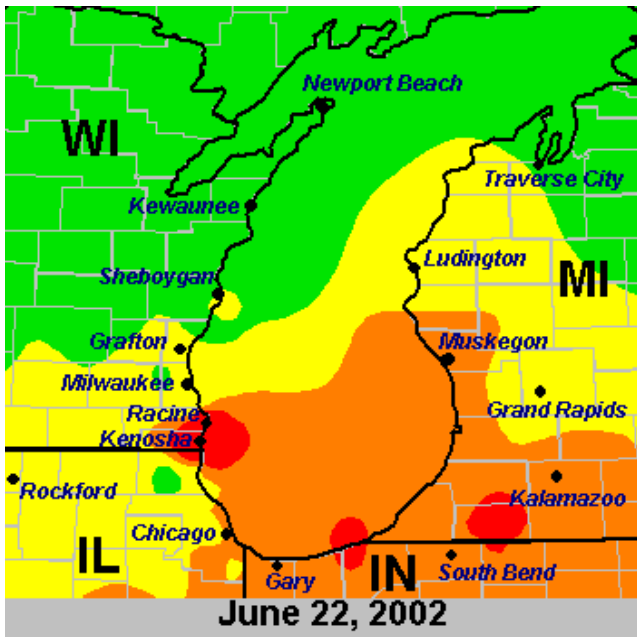 Newport Beach
WI
Traverse City
Kewaunee
Ludington
Sheboygan
MI
Grafton
Muskegon
Milwaukee
Grand Rapids
Racine
Kenosha
Rockford
Kalamazoo
Chicago
IL
Gary
IN
South Bend
June 22, 2002